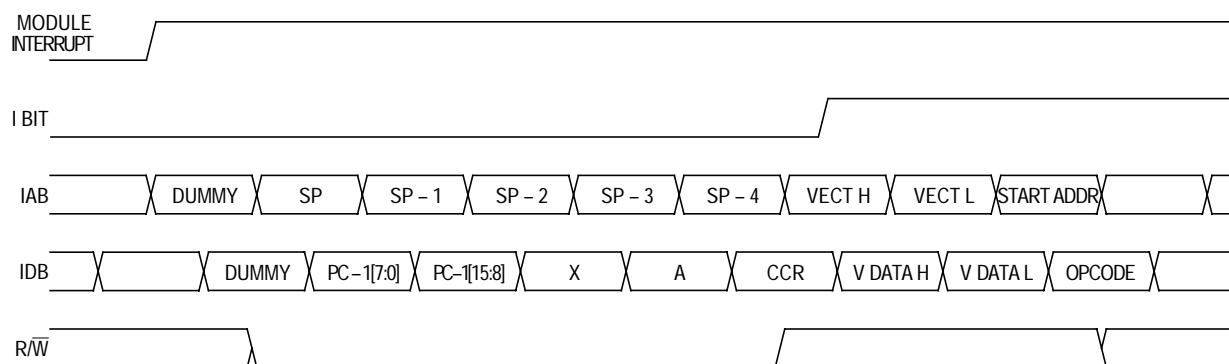 MODULE
INTERRUPT
I BIT
IAB DUMMY SP SP – 1 SP – 2 SP – 3 SP – 4 VECT H VECT L START ADDR
IDB DUMMY PC – 1[7:0] PC–1[15:8] X A CCR V DATA H V DATA L OPCODE
R/W̅